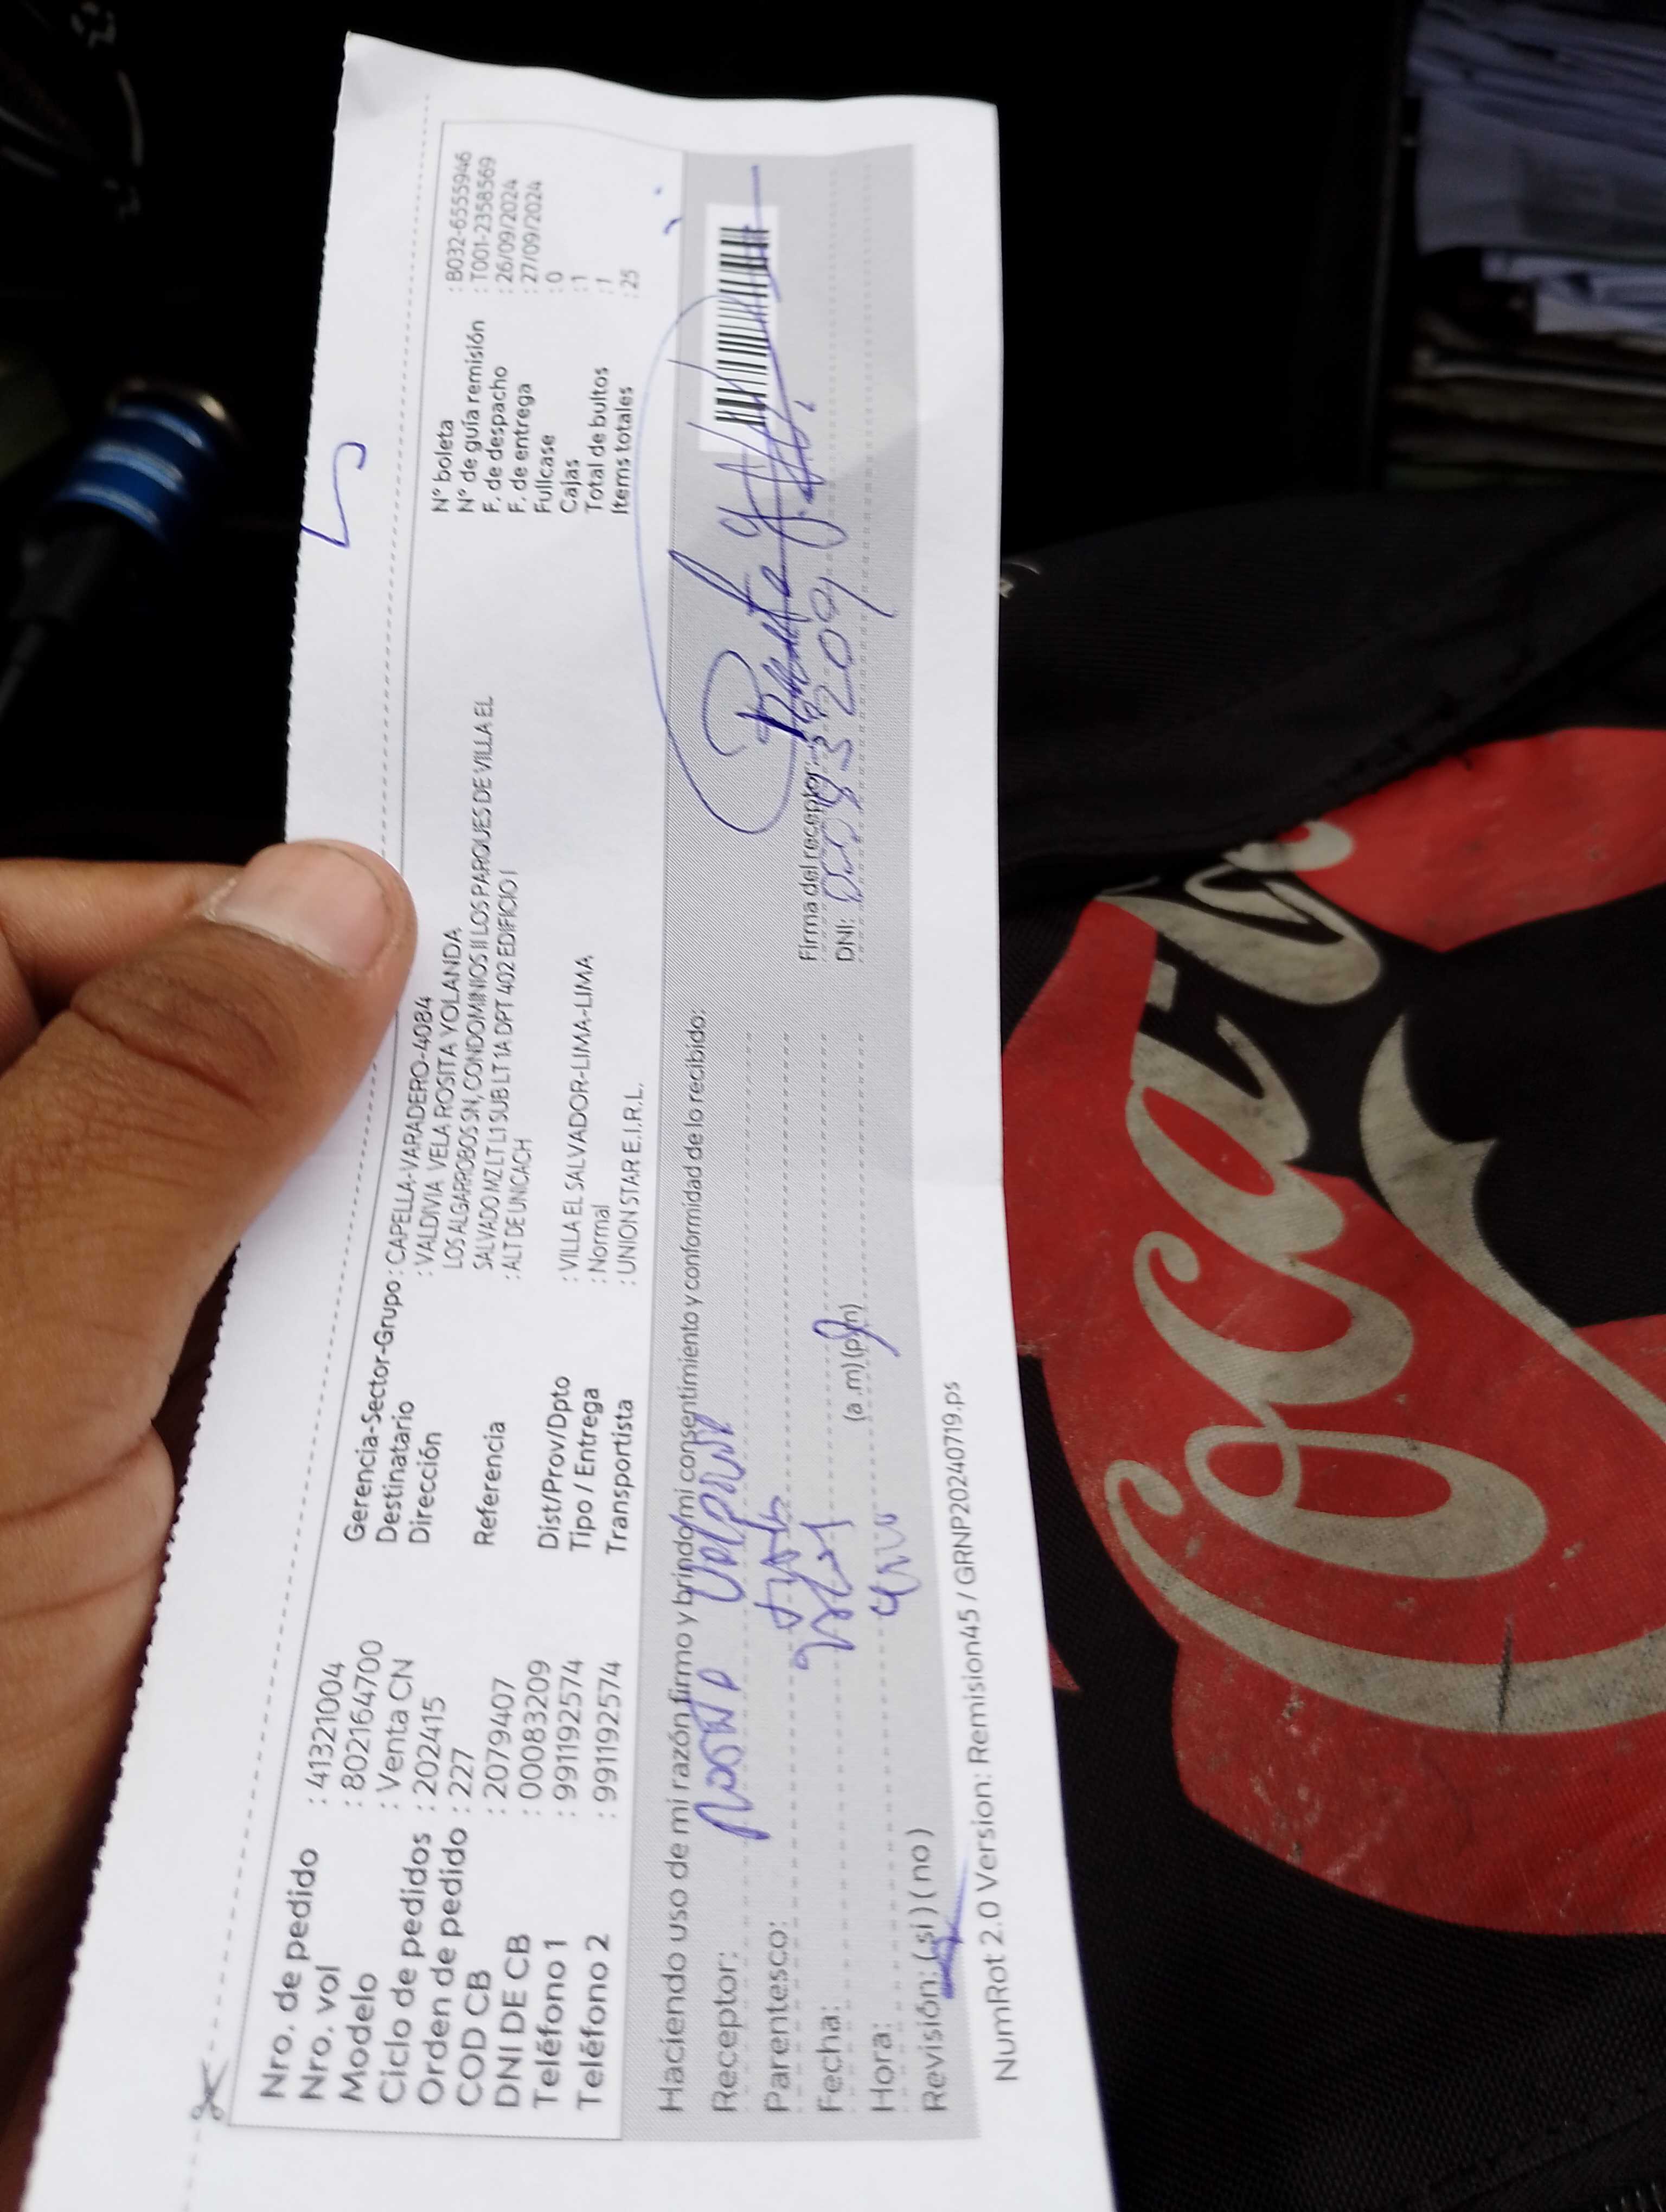 Nro. de pedido : 41321004
Nro. vol : 802164700
Modelo : Venta CN
Ciclo de pedidos : 202415
Orden de pedido : 227
COD CB : 2079407
DNI DE CB : 00083209
Teléfono 1 : 991192574
Teléfono 2 : 991192574
Gerencia-Sector-Grupo : CAPELLA-VARADERO-4084
Destinatario : VALDIVIA VELA ROSITA YOLANDA
Dirección LOS ALGARROBOS SN, CONDOMINIOS II LOS PARQUES DE VILLA EL
SALVADO MZ LT L1 SUB LT 1A DPT 402 EDIFICIO I
Referencia : ALT DE UNICACH
Dist/Prov/Dpto : VILLA EL SALVADOR-LIMA-LIMA
Tipo / Entrega : Normal
Transportista : UNION STAR E.I.R.L.
N° boleta : B032-6555946
N° de guía remisión : T001-2358569
F. de despacho : 26/09/2024
F. de entrega : 27/09/2024
Fullcase : 0
Cajas : 1
Total de bultos : 1
Items totales : 25
Haciendo uso de mi razón firmo y brindo mi consentimiento y conformidad de lo recibido:
Receptor:
Parentesco:
Fecha:
Hora: (a .m) (p.m)
Revisión: (si) (no)
Firma del receptor:
DNI: 00083209
NumRot 2.0 Version: Remision45 / GRNP20240719.ps
Coca-Co